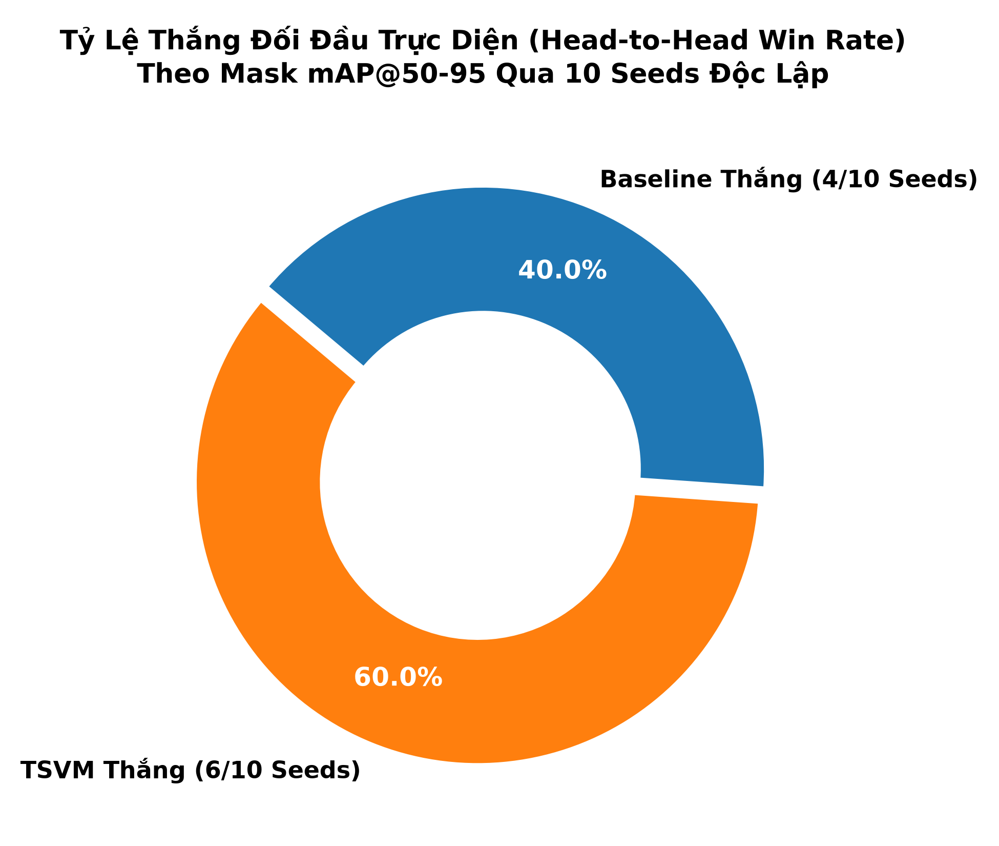 Tỷ Lệ Thắng Đối Đầu Trực Diện (Head-to-Head Win Rate)
Theo Mask mAP@50-95 Qua 10 Seeds Độc Lập
Baseline Thắng (4/10 Seeds)
40.0%
60.0%
TSVM Thắng (6/10 Seeds)